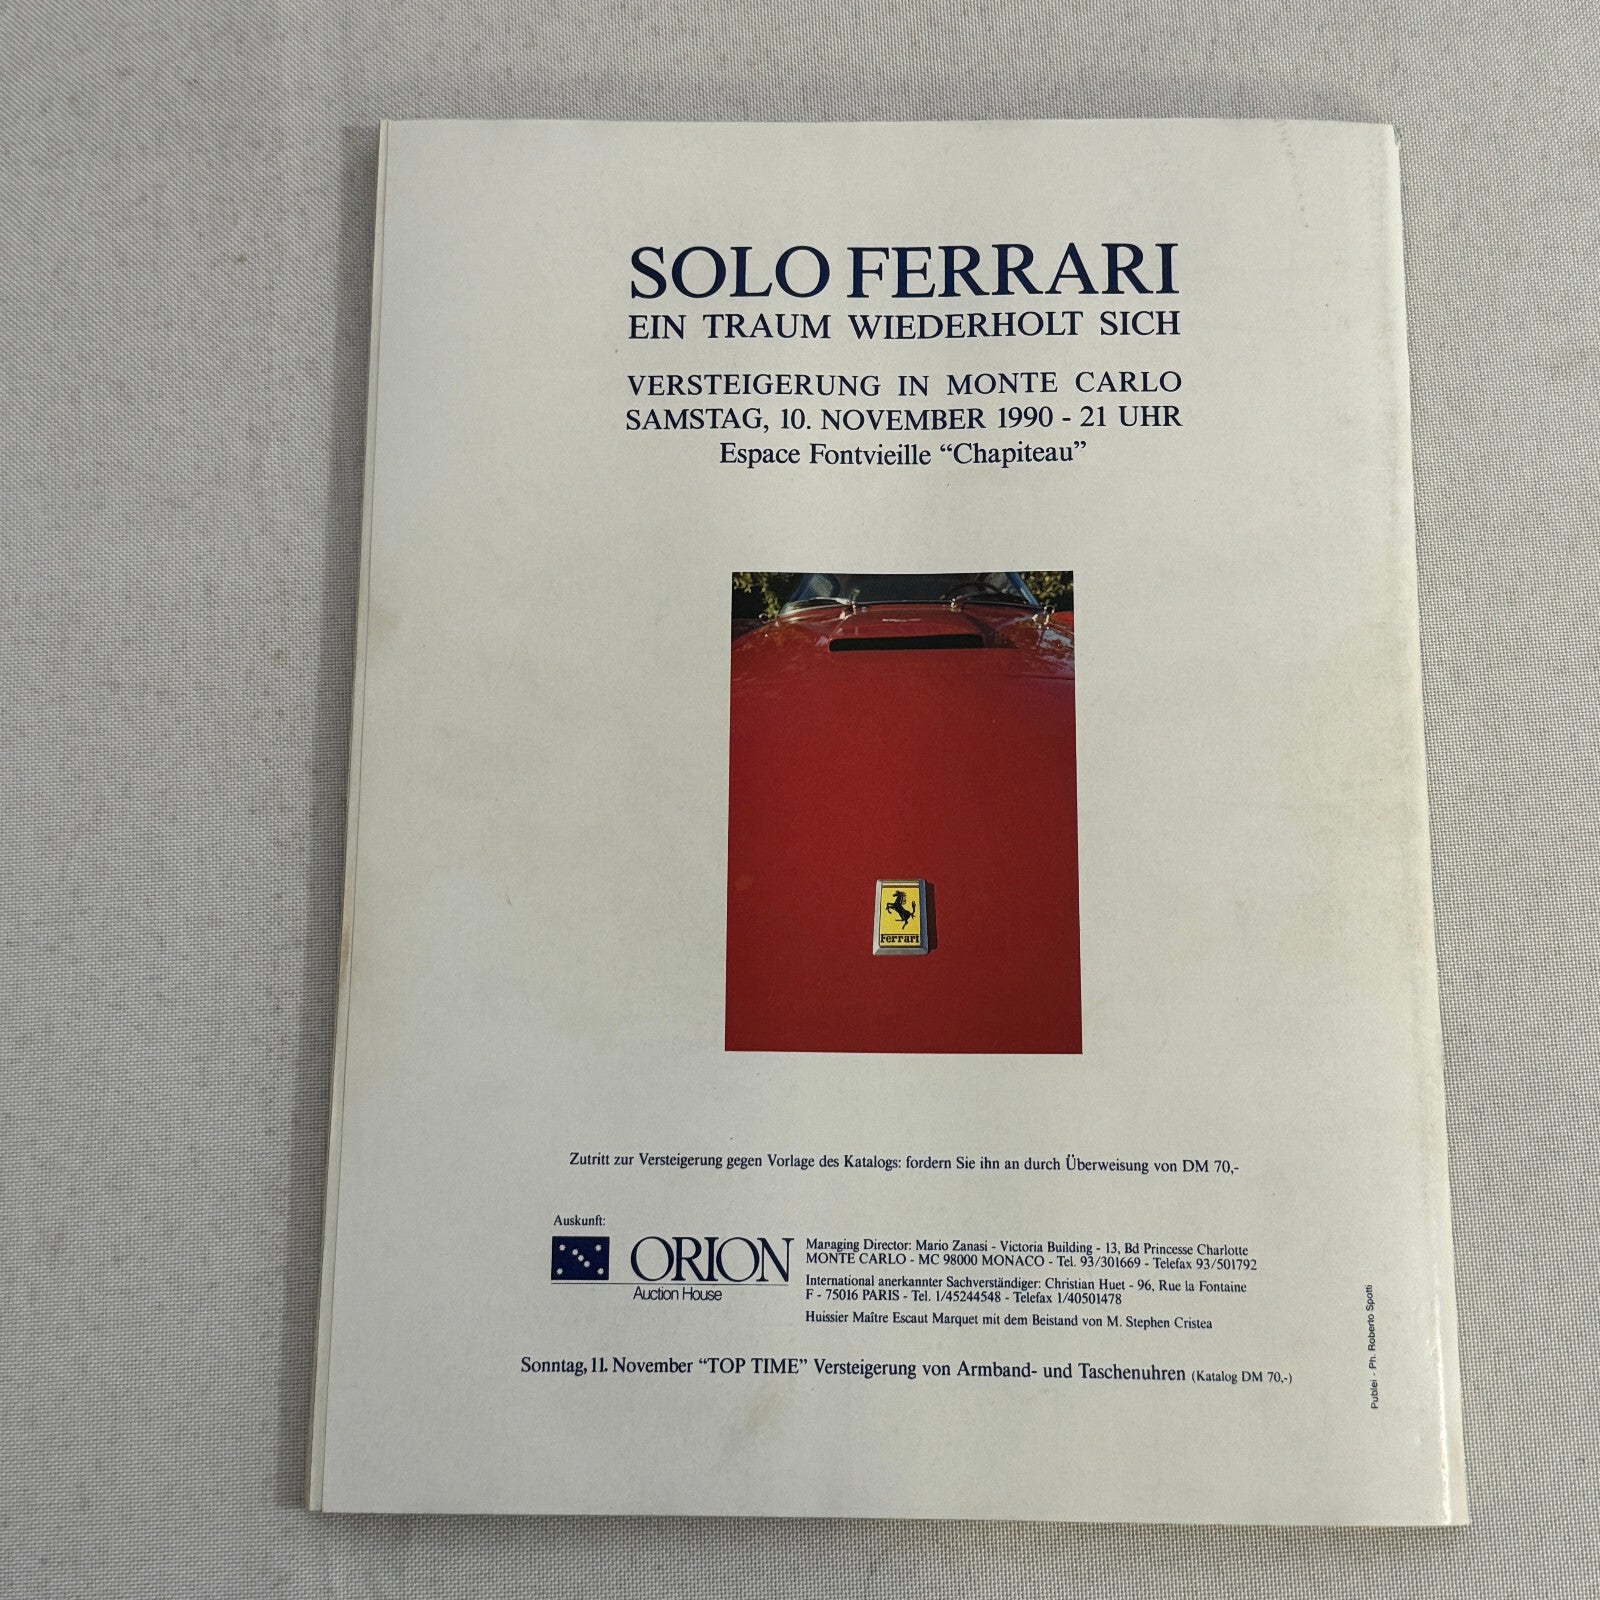 SOLO FERRARI
EIN TRAUM WIEDERHOLT SICH
VERSTEIGERUNG IN MONTE CARLO
SAMSTAG, 10. NOVEMBER 1990 - 21 UHR
Espace Fontvieille “Chapiteau”
Ferrari
Zutritt zur Versteigerung gegen Vorlage des Katalogs: fordern Sie ihn an durch Überweisung von DM 70,-
Auskunft:
ORION
Auction House
Managing Director: Mario Zanasi - Victoria Building - 13, Bd Princesse Charlotte
MONTE CARLO - MC 98000 MONACO - Tel. 93/301669 - Telefax 93/501792
International anerkannter Sachverständiger: Christian Huet - 96, Rue la Fontaine
F - 75016 PARIS - Tel. 1/45244548 - Telefax 1/40501478
Huissier Maître Escaut Marquet mit dem Beistand von M. Stephen Cristea
Sonntag, 11. November “TOP TIME” Versteigerung von Armband- und Taschenuhren (Katalog DM 70,-)
Publei - Ph. Roberto Spotti